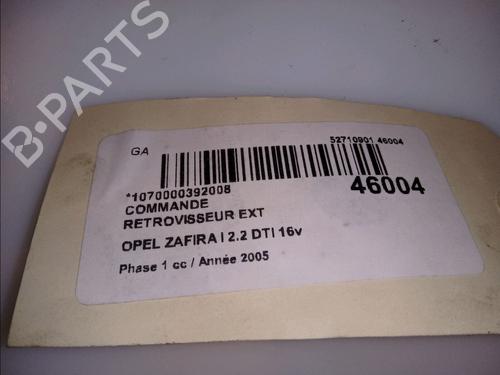 B-PARTS
GA
52710901 46004
*1070000392008
46004
COMMANDE
RETROVISSEUR EXT
OPEL ZAFIRA I 2.2 DTI 16v
Phase 1 cc / Année 2005